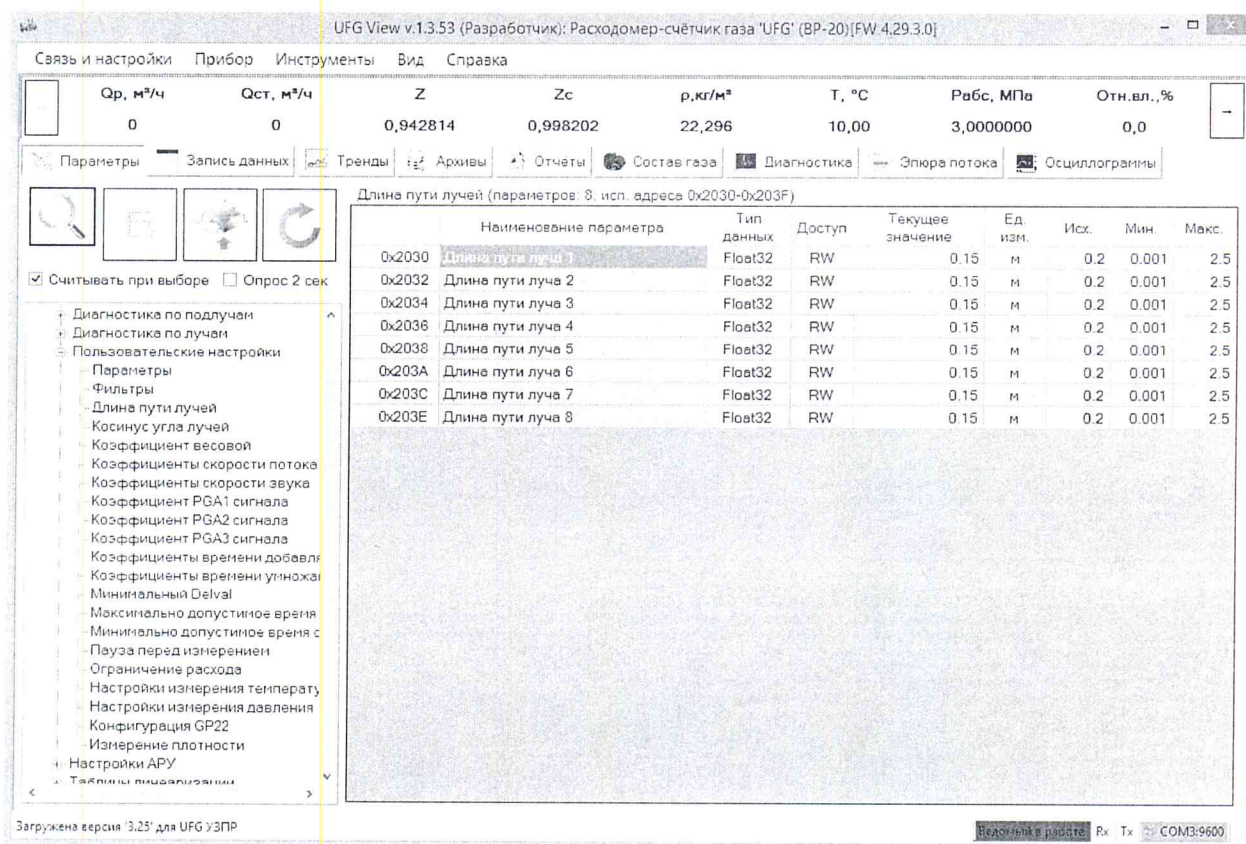 UFG View v.1.3.53 (Разработчик): Расходомер-счётчик газа 'UFG' (ВР-20)[FW 4.29.3.0]
Связь и настройки Прибор Инструменты Вид Справка
Qр, м³/ч Qст, м³/ч Z Zc ρ,кг/м³ T, °C Рабс, МПа Отн.вл.,%
0 0 0,942814 0,998202 22,296 10,00 3,0000000 0,0
Параметры Запись данных Тренды Архивы Отчеты Состав газа Диагностика Эпюра потока Осциллограммы
Длина пути лучей (параметров: 8; исп. адреса 0x2030-0x203F)
Наименование параметра Тип данных Доступ Текущее значение Ед. изм. Исх. Мин. Макс.
0x2030 Длина пути луча 1 Float32 RW 0.15 м 0.2 0.001 2.5
0x2032 Длина пути луча 2 Float32 RW 0.15 м 0.2 0.001 2.5
0x2034 Длина пути луча 3 Float32 RW 0.15 м 0.2 0.001 2.5
0x2036 Длина пути луча 4 Float32 RW 0.15 м 0.2 0.001 2.5
0x2038 Длина пути луча 5 Float32 RW 0.15 м 0.2 0.001 2.5
0x203A Длина пути луча 6 Float32 RW 0.15 м 0.2 0.001 2.5
0x203C Длина пути луча 7 Float32 RW 0.15 м 0.2 0.001 2.5
0x203E Длина пути луча 8 Float32 RW 0.15 м 0.2 0.001 2.5
Считывать при выборе Опрос 2 сек
Диагностика по подлучам
Диагностика по лучам
Пользовательские настройки
Параметры
Фильтры
Длина пути лучей
Косинус угла лучей
Коэффициент весовой
Коэффициенты скорости потока
Коэффициенты скорости звука
Коэффициент PGA1 сигнала
Коэффициент PGA2 сигнала
Коэффициент PGA3 сигнала
Коэффициенты времени добавля
Коэффициенты времени умножа
Минимальный Delval
Максимально допустимое время
Минимально допустимое время с
Пауза перед измерением
Ограничение расхода
Настройки измерения температу
Настройки измерения давления
Конфигурация GP22
Измерение плотности
Настройки АРУ
Таблицы линеаризации
Загружена версия '3.25' для UFG УЗПР
Ведомый в работе Rx Tx COM3:9600